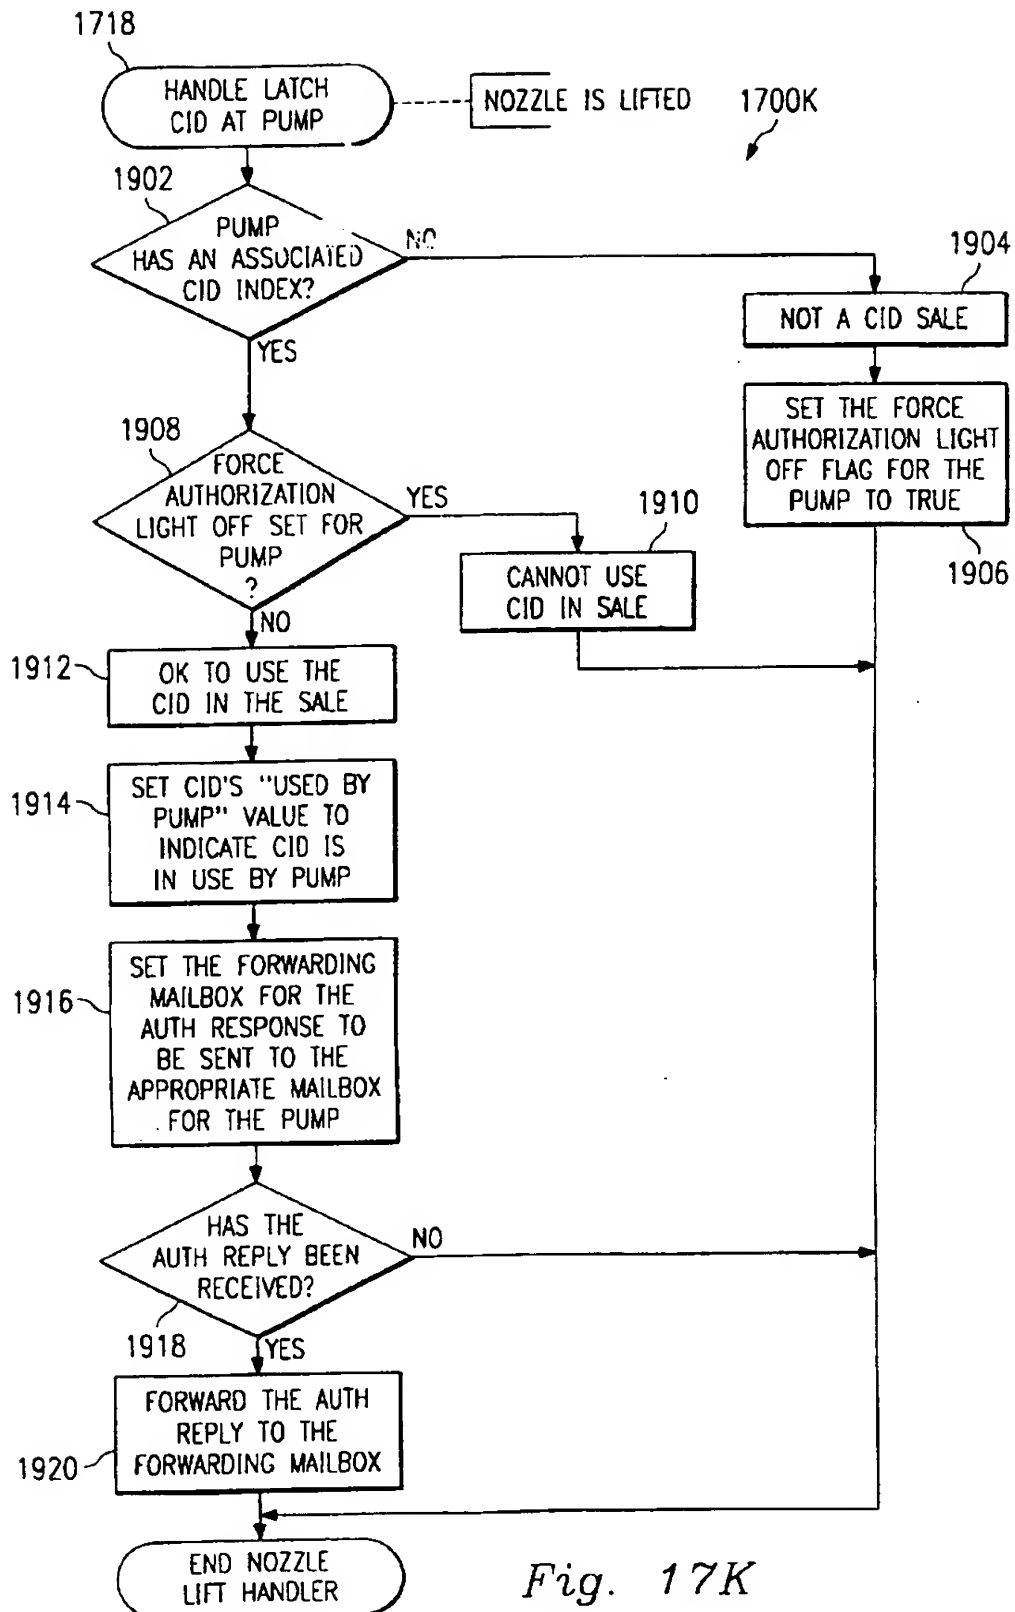 1718
HANDLE LATCH
CID AT PUMP
NOZZLE IS LIFTED
1700K
1902
PUMP
HAS AN ASSOCIATED
CID INDEX?
NO
YES
1904
NOT A CID SALE
SET THE FORCE
AUTHORIZATION LIGHT
OFF FLAG FOR THE
PUMP TO TRUE
1906
1908
FORCE
AUTHORIZATION
LIGHT OFF SET FOR
PUMP
?
YES
NO
1910
CANNOT USE
CID IN SALE
1912
OK TO USE THE
CID IN THE SALE
1914
SET CID'S "USED BY
PUMP" VALUE TO
INDICATE CID IS
IN USE BY PUMP
1916
SET THE FORWARDING
MAILBOX FOR THE
AUTH RESPONSE TO
BE SENT TO THE
APPROPRIATE MAILBOX
FOR THE PUMP
HAS THE
AUTH REPLY BEEN
RECEIVED?
NO
1918
YES
FORWARD THE AUTH
REPLY TO THE
FORWARDING MAILBOX
1920
END NOZZLE
LIFT HANDLER
Fig. 17K